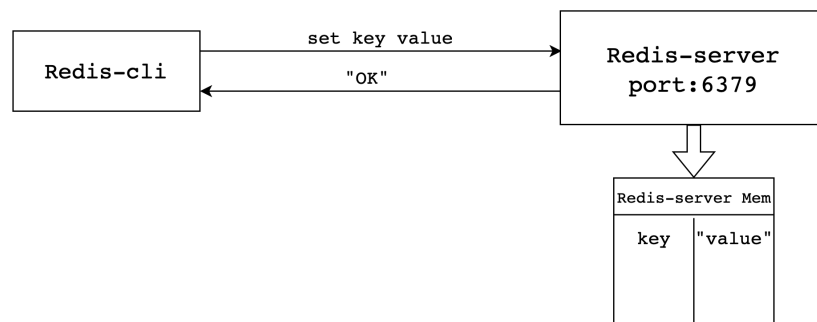 set key value
Redis-cli
"OK"
Redis-server
port:6379
Redis-server Mem
key
"value"